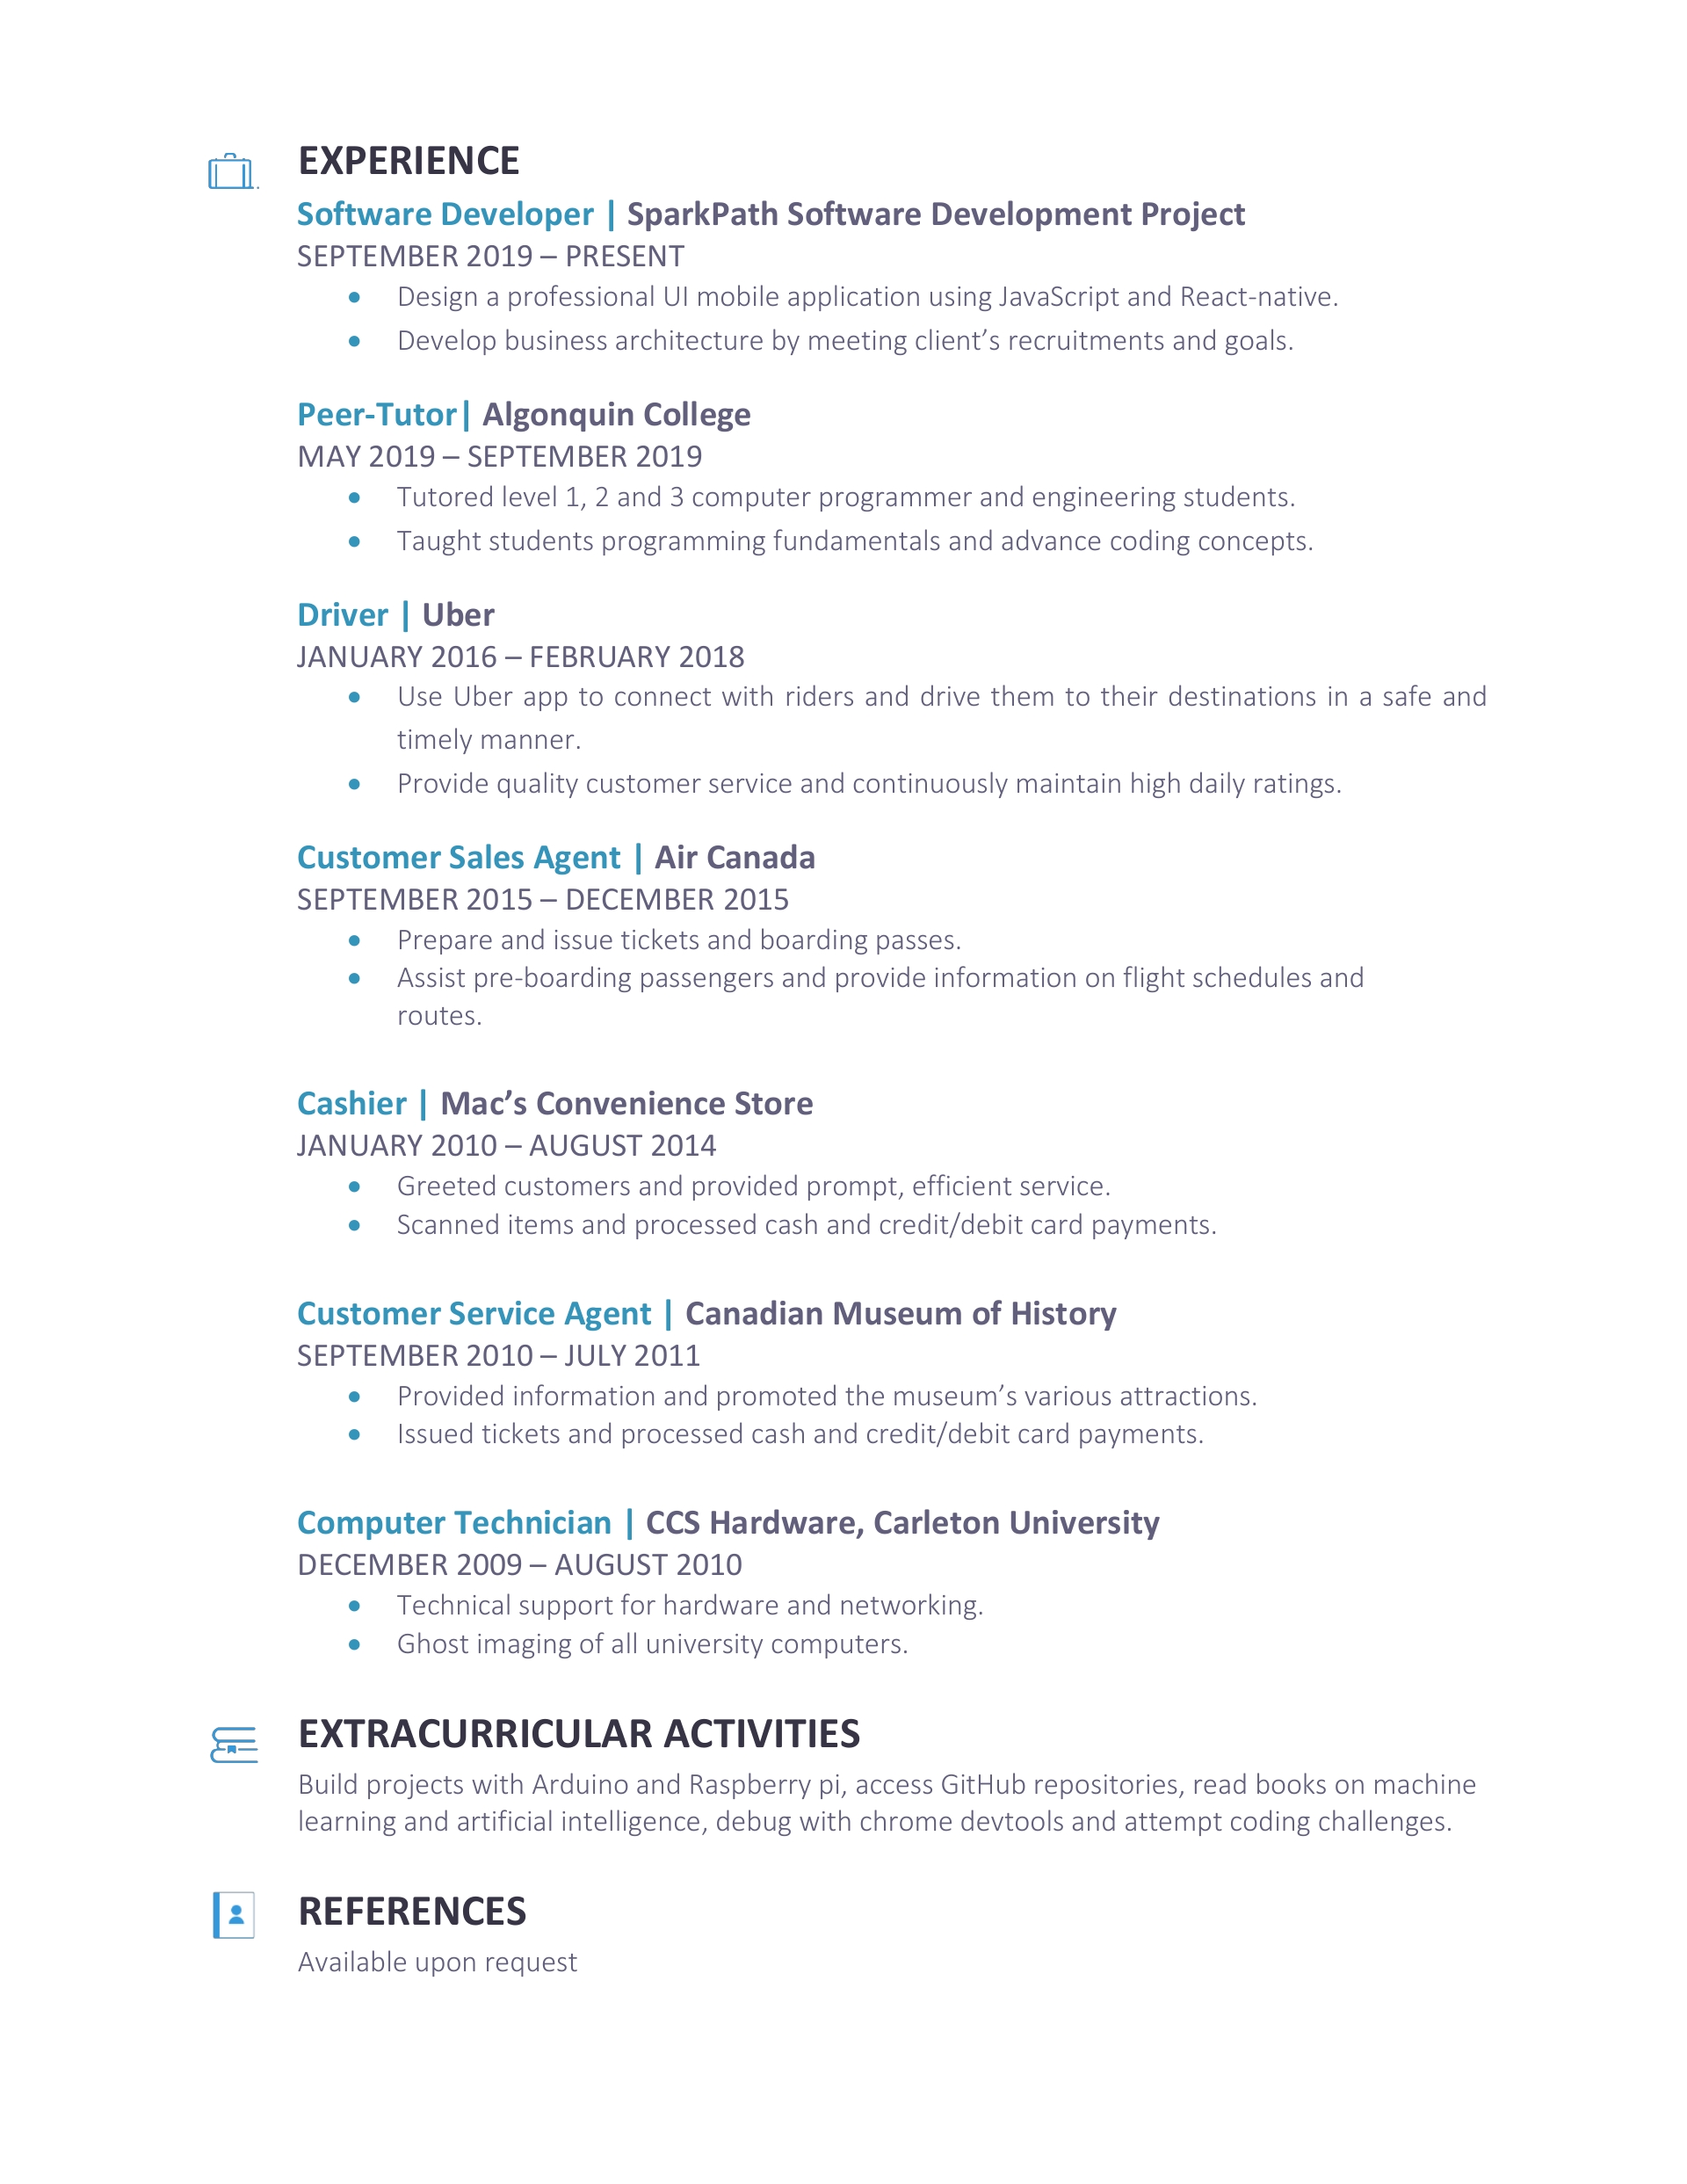 EXPERIENCE
Software Developer | SparkPath Software Development Project
SEPTEMBER 2019 – PRESENT
• Design a professional UI mobile application using JavaScript and React-native.
• Develop business architecture by meeting client’s recruitments and goals.
Peer-Tutor| Algonquin College
MAY 2019 – SEPTEMBER 2019
• Tutored level 1, 2 and 3 computer programmer and engineering students.
• Taught students programming fundamentals and advance coding concepts.
Driver | Uber
JANUARY 2016 – FEBRUARY 2018
• Use Uber app to connect with riders and drive them to their destinations in a safe and
timely manner.
• Provide quality customer service and continuously maintain high daily ratings.
Customer Sales Agent | Air Canada
SEPTEMBER 2015 – DECEMBER 2015
• Prepare and issue tickets and boarding passes.
• Assist pre-boarding passengers and provide information on flight schedules and
routes.
Cashier | Mac’s Convenience Store
JANUARY 2010 – AUGUST 2014
• Greeted customers and provided prompt, efficient service.
• Scanned items and processed cash and credit/debit card payments.
Customer Service Agent | Canadian Museum of History
SEPTEMBER 2010 – JULY 2011
• Provided information and promoted the museum’s various attractions.
• Issued tickets and processed cash and credit/debit card payments.
Computer Technician | CCS Hardware, Carleton University
DECEMBER 2009 – AUGUST 2010
• Technical support for hardware and networking.
• Ghost imaging of all university computers.
EXTRACURRICULAR ACTIVITIES
Build projects with Arduino and Raspberry pi, access GitHub repositories, read books on machine
learning and artificial intelligence, debug with chrome devtools and attempt coding challenges.
REFERENCES
Available upon request